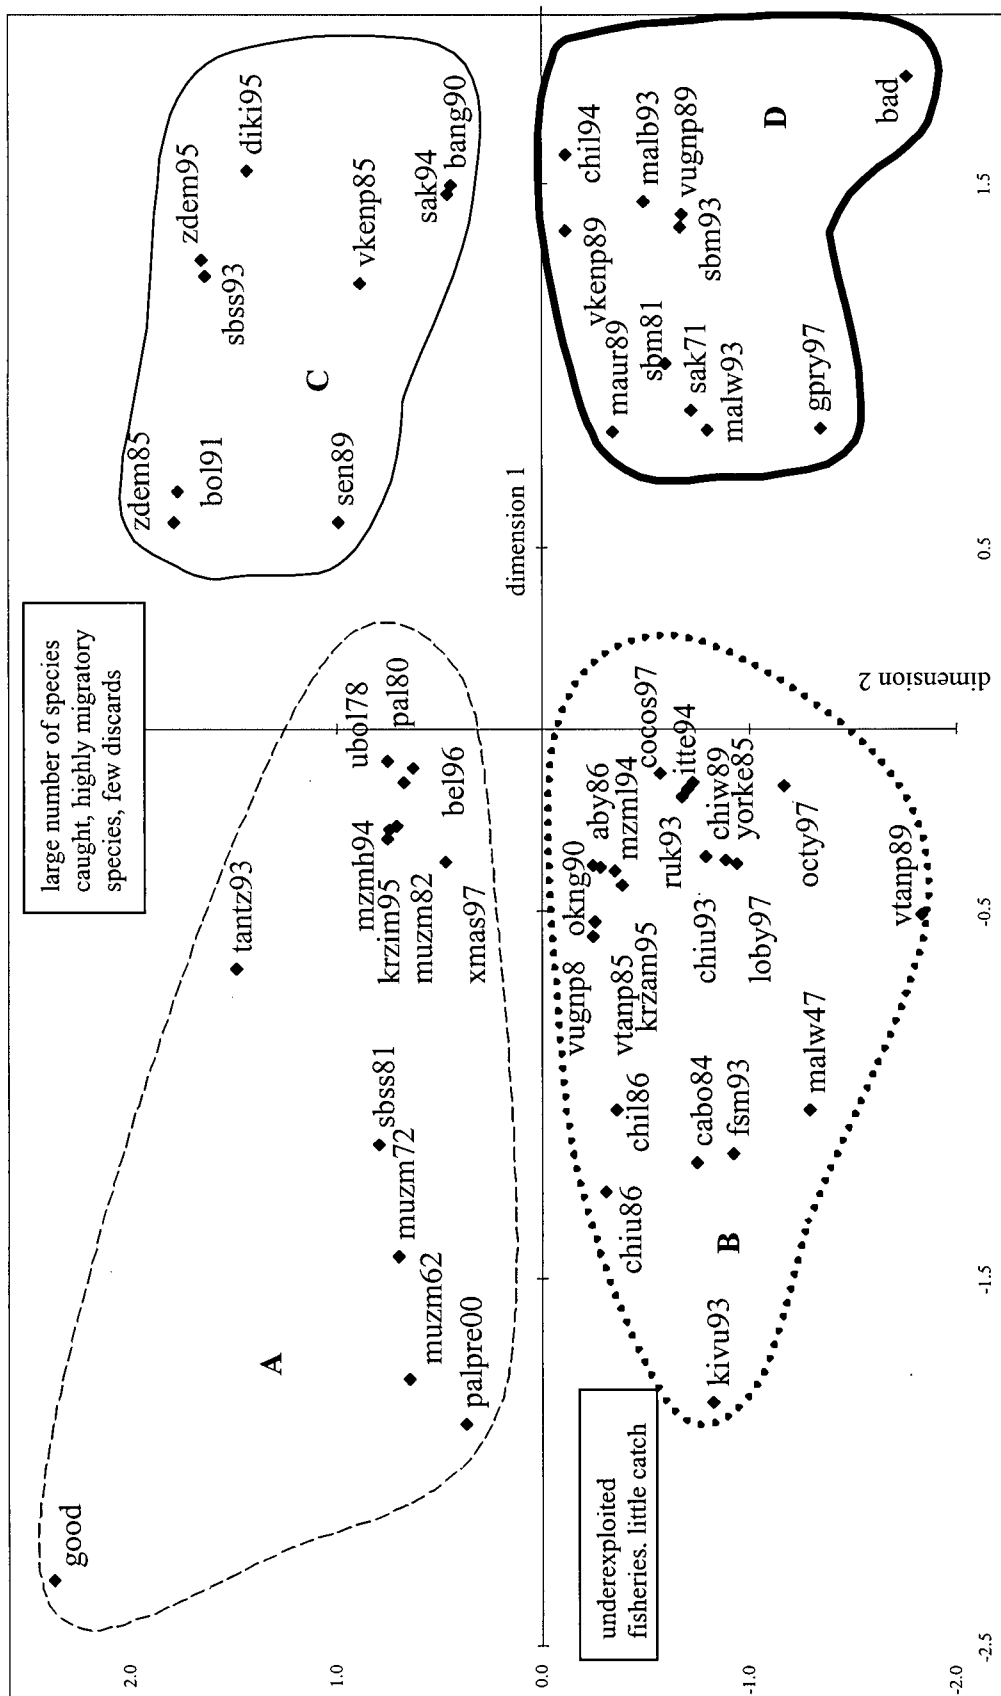 2.0
1.0
0.0
-1.0
-2.0
-2.5
-1.5
-0.5
0.5
1.5
dimension 1
dimension 2
large number of species
caught, highly migratory
species, few discards
underexploited
fisheries. little catch
A
good
tantz93
ubol78
pal80
bel96
mzmh94
krzim95
muzm82
xmas97
sbss81
muzm72
muzm62
palpre00
C
zdem85
bol91
sen89
zdem95
sbss93
diki95
vkenp85
sak94
bang90
B
vugnp8
okng90
aby86
mzml94
cocos97
itte94
ruk93
chiw89
yorke85
vtanp85
krzam95
chiu93
loby97
octy97
vtanp89
chil86
chiu86
cabo84
fsm93
malw47
kivu93
D
chil94
vkenp89
malb93
vugnp89
sbm93
maur89
sbm81
sak71
malw93
gpry97
bad